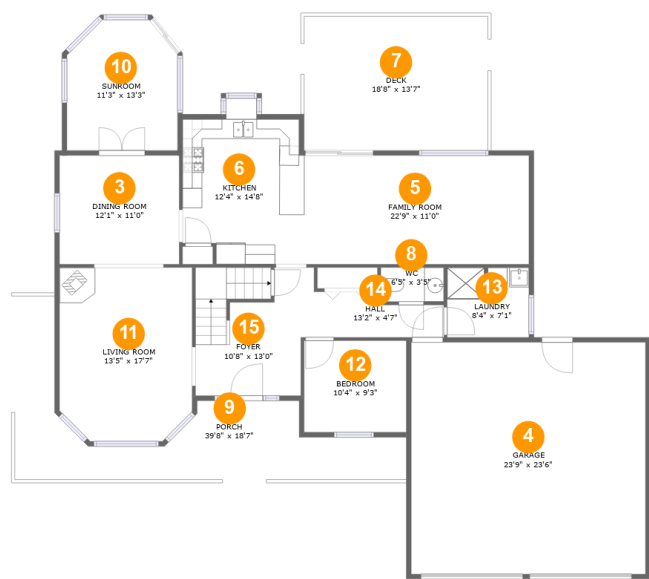 10
SUNROOM
11'3" x 13'3"
7
DECK
18'8" x 13'7"
3
DINING ROOM
12'1" x 11'0"
6
KITCHEN
12'4" x 14'8"
5
FAMILY ROOM
22'9" x 11'0"
8
WC
6'5" x 3'5"
14
HALL
13'2" x 4'7"
13
LAUNDRY
8'4" x 7'1"
11
LIVING ROOM
13'5" x 17'7"
15
FOYER
10'8" x 13'0"
12
BEDROOM
10'4" x 9'3"
9
PORCH
39'8" x 18'7"
4
GARAGE
23'9" x 23'6"